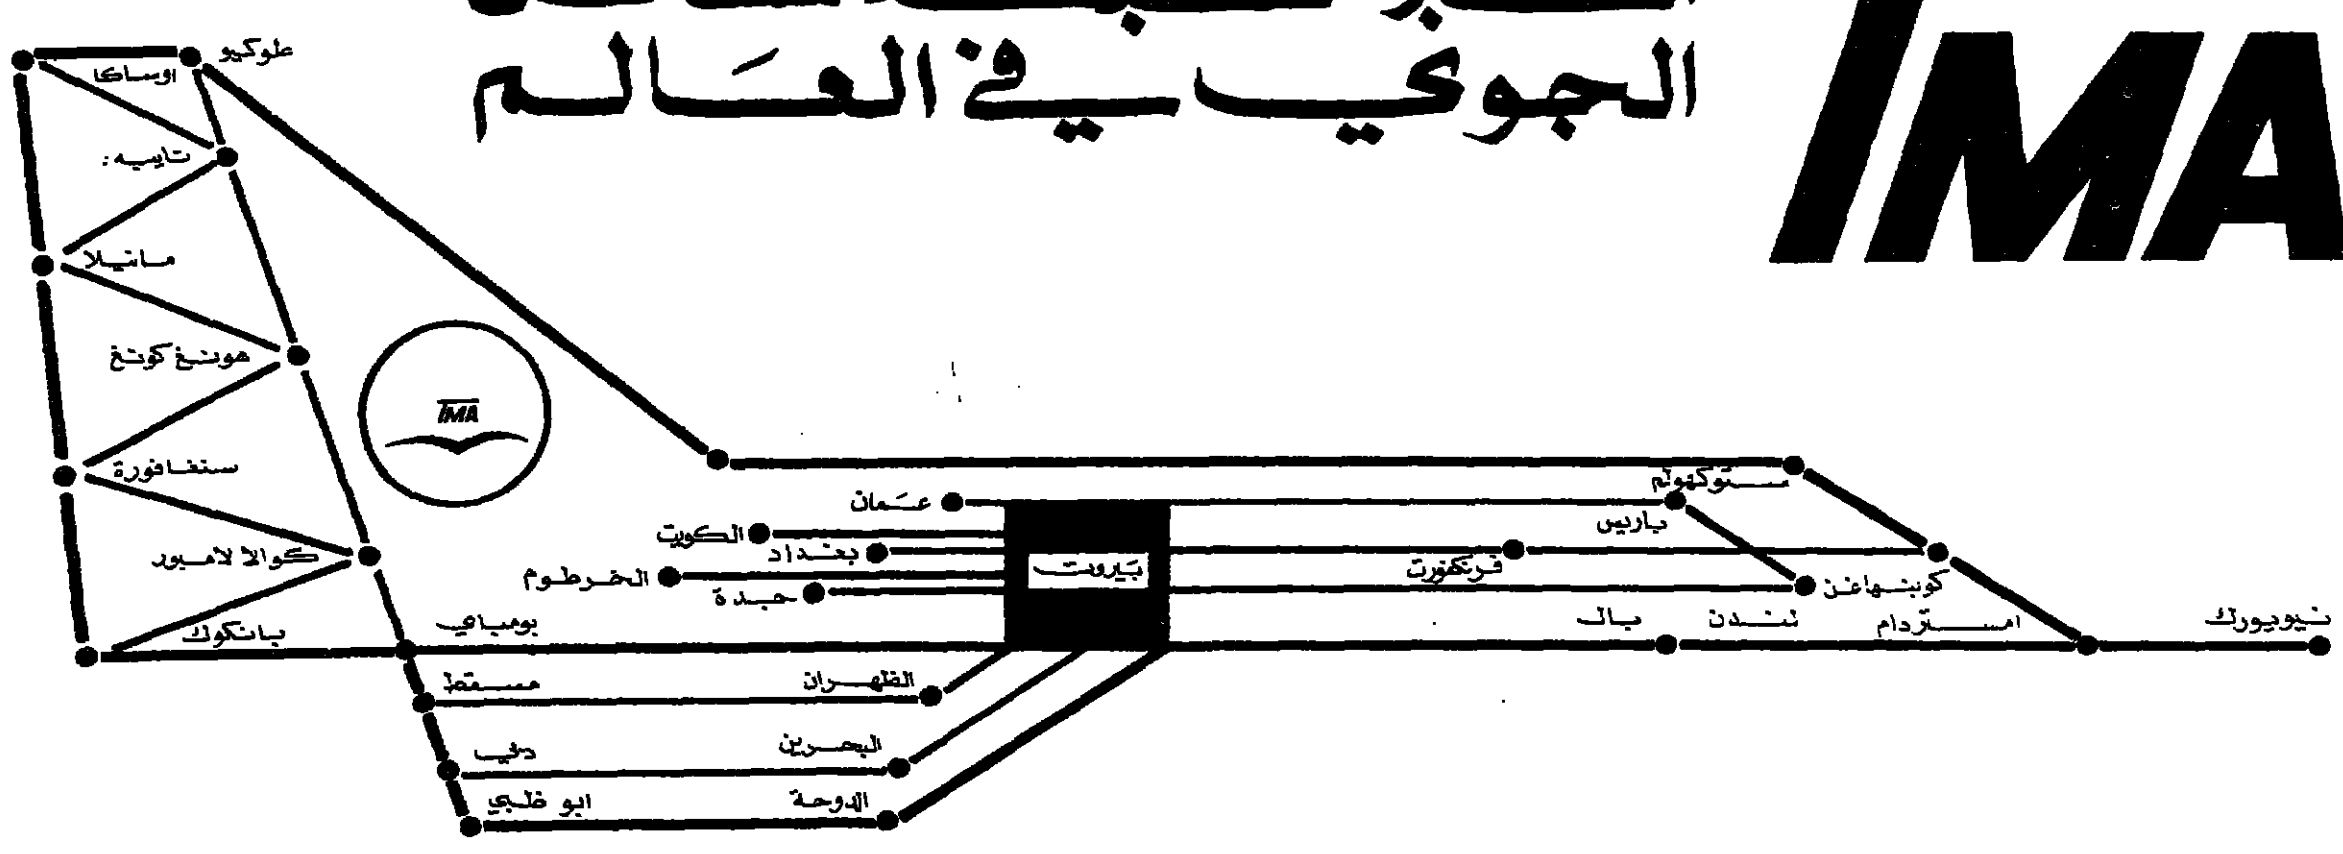 الجوي في العالم
TMA
طوكيو
اوساكا
تايبيه:
مانيلا
هونغ كونغ
TMA
سنغافورة
ستوكهولم
عمان
باريس
الكويت
بغداد
كوالا لامبور
بيروت
فرنكفورت
الخرطوم
كوبنهاغن
جدة
بال
لندن
امستردام
نيويورك
بومباي
بانكوك
مسقط
الظهران
دبي
البحرين
ابو ظبي
الدوحة